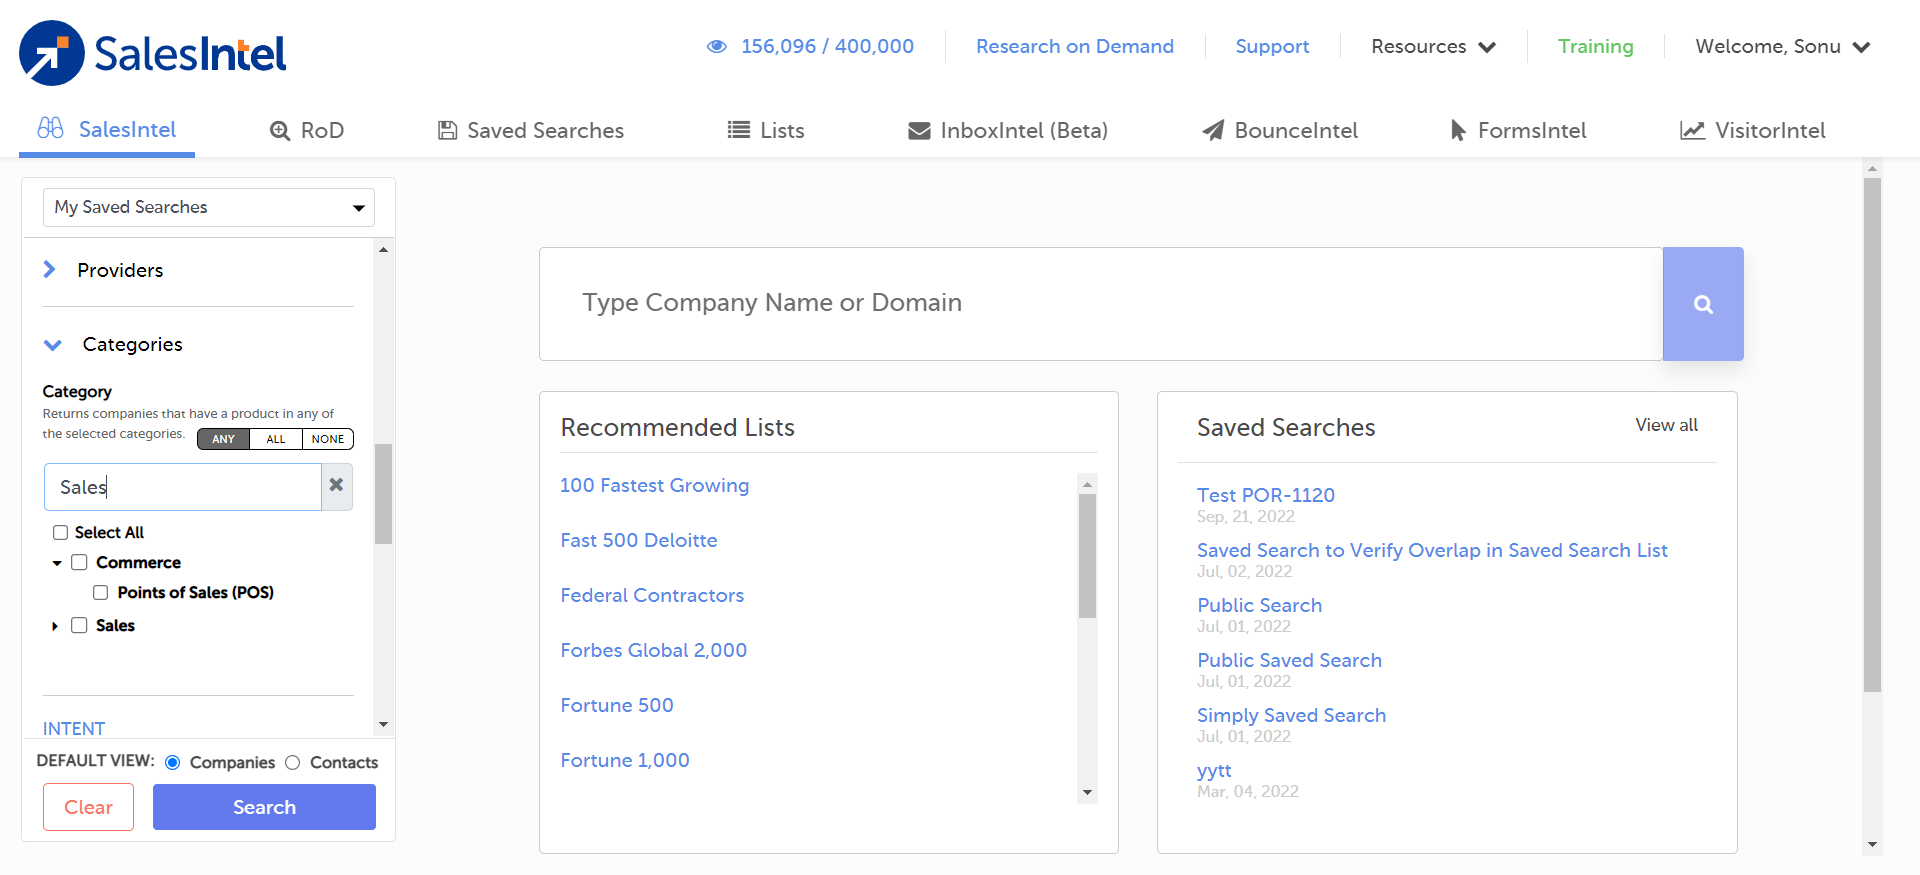 SalesIntel
156,096 / 400,000
Research on Demand
Support
Resources
Training
Welcome, Sonu
SalesIntel
RoD
Saved Searches
Lists
InboxIntel (Beta)
BounceIntel
FormsIntel
VisitorIntel
My Saved Searches
Providers
Categories
Category
Returns companies that have a product in any of
the selected categories.
ANY ALL NONE
Sales
Select All
Commerce
Points of Sales (POS)
Sales
INTENT
DEFAULT VIEW: Companies Contacts
Clear
Search
Type Company Name or Domain
Recommended Lists
100 Fastest Growing
Fast 500 Deloitte
Federal Contractors
Forbes Global 2,000
Fortune 500
Fortune 1,000
Saved Searches
View all
Test POR-1120
Sep, 21, 2022
Saved Search to Verify Overlap in Saved Search List
Jul, 02, 2022
Public Search
Jul, 01, 2022
Public Saved Search
Jul, 01, 2022
Simply Saved Search
Jul, 01, 2022
yytt
Mar, 04, 2022